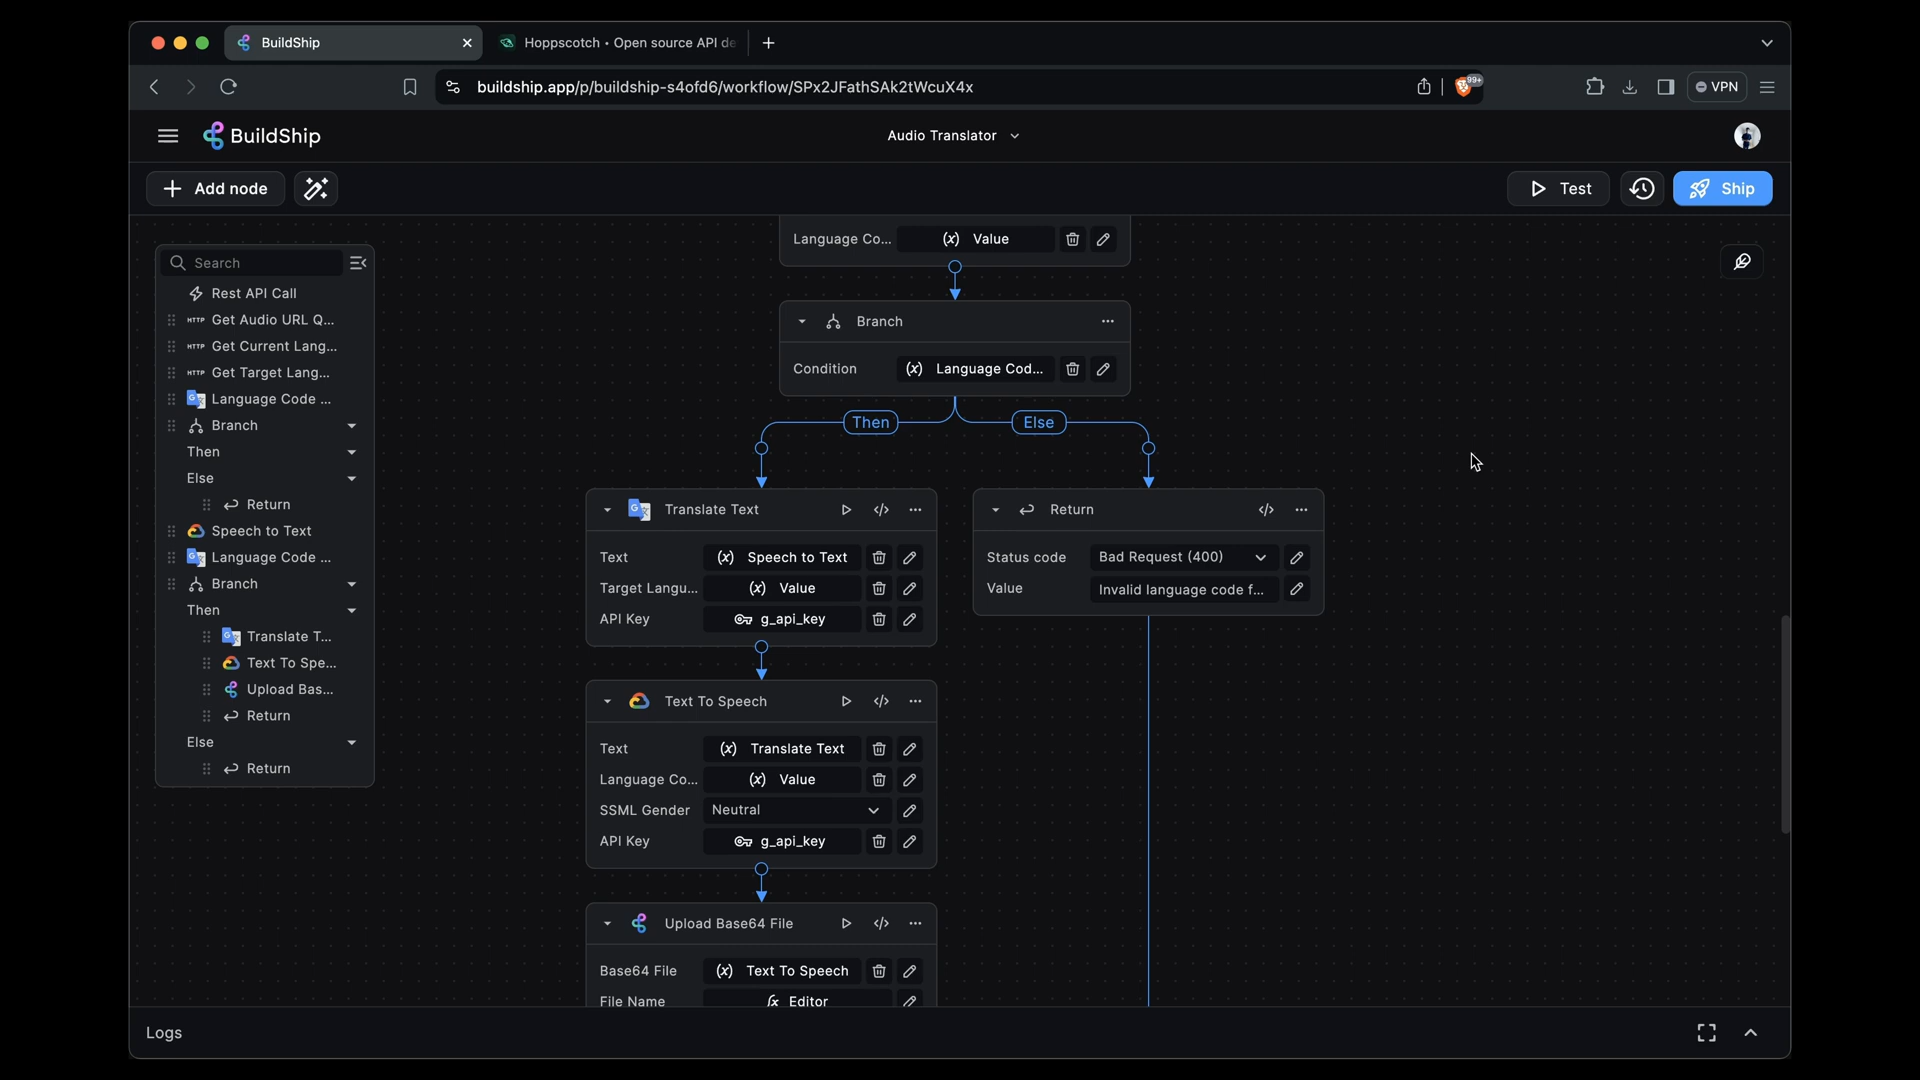 BuildShip
Hoppscotch • Open source API de
buildship.app/p/buildship-s4ofd6/workflow/SPx2JFathSAk2tWcuX4x
99+
VPN
BuildShip
Audio Translator
Add node
Test
Ship
Search
Rest API Call
HTTP Get Audio URL Q...
HTTP Get Current Lang...
HTTP Get Target Lang...
Language Code ...
Branch
Then
Else
Return
Speech to Text
Language Code ...
Branch
Then
Translate T...
Text To Spe...
Upload Bas...
Return
Else
Return
Language Co... (x) Value
Branch
Condition (x) Language Cod...
Then
Else
Translate Text
Text (x) Speech to Text
Target Langu... (x) Value
API Key g_api_key
Return
Status code Bad Request (400)
Value Invalid language code f...
Text To Speech
Text (x) Translate Text
Language Co... (x) Value
SSML Gender Neutral
API Key g_api_key
Upload Base64 File
Base64 File (x) Text To Speech
File Name fx Editor
Logs